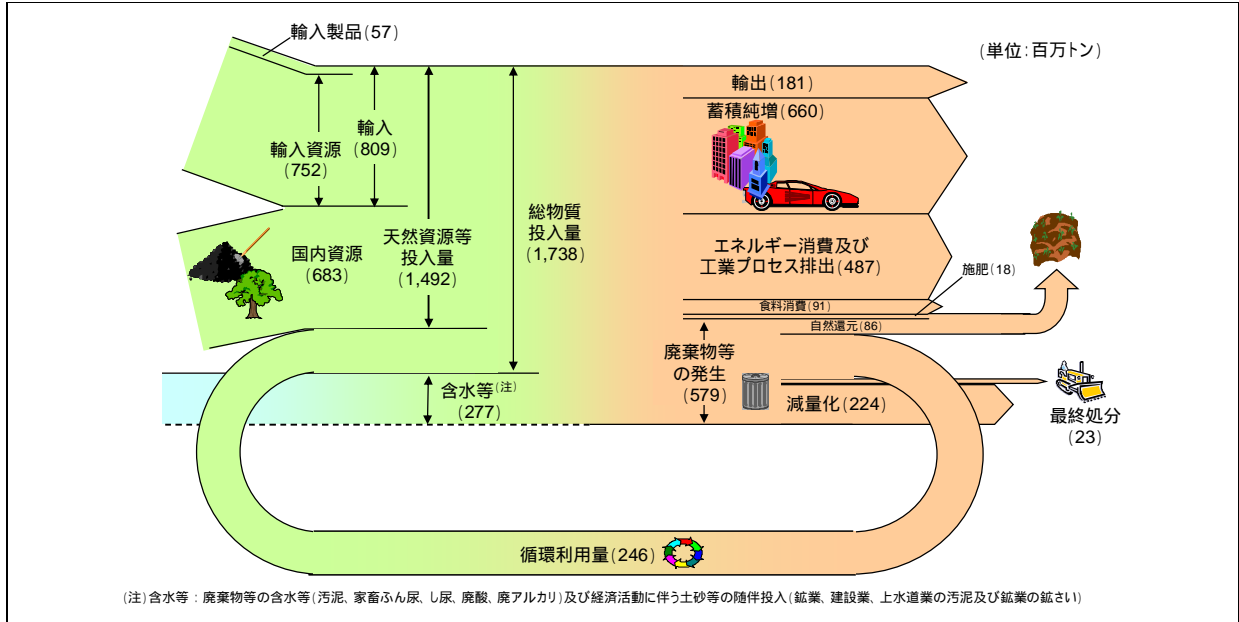 輸入製品(57)
(単位:百万トン)
輸出(181)
蓄積純増(660)
輸入
(809)
輸入資源
(752)
総物質
投入量
(1,738)
天然資源等
投入量
(1,492)
国内資源
(683)
エネルギー消費及び
工業プロセス排出(487)
施肥(18)
食料消費(91)
自然還元(86)
廃棄物等
の発生
(579)
含水等(注)
(277)
減量化(224)
最終処分
(23)
循環利用量(246)
(注)含水等:廃棄物等の含水等(汚泥、家畜ふん尿、し尿、廃酸、廃アルカリ)及び経済活動に伴う土砂等の随伴投入(鉱業、建設業、上水道業の汚泥及び鉱業の鉱さい)